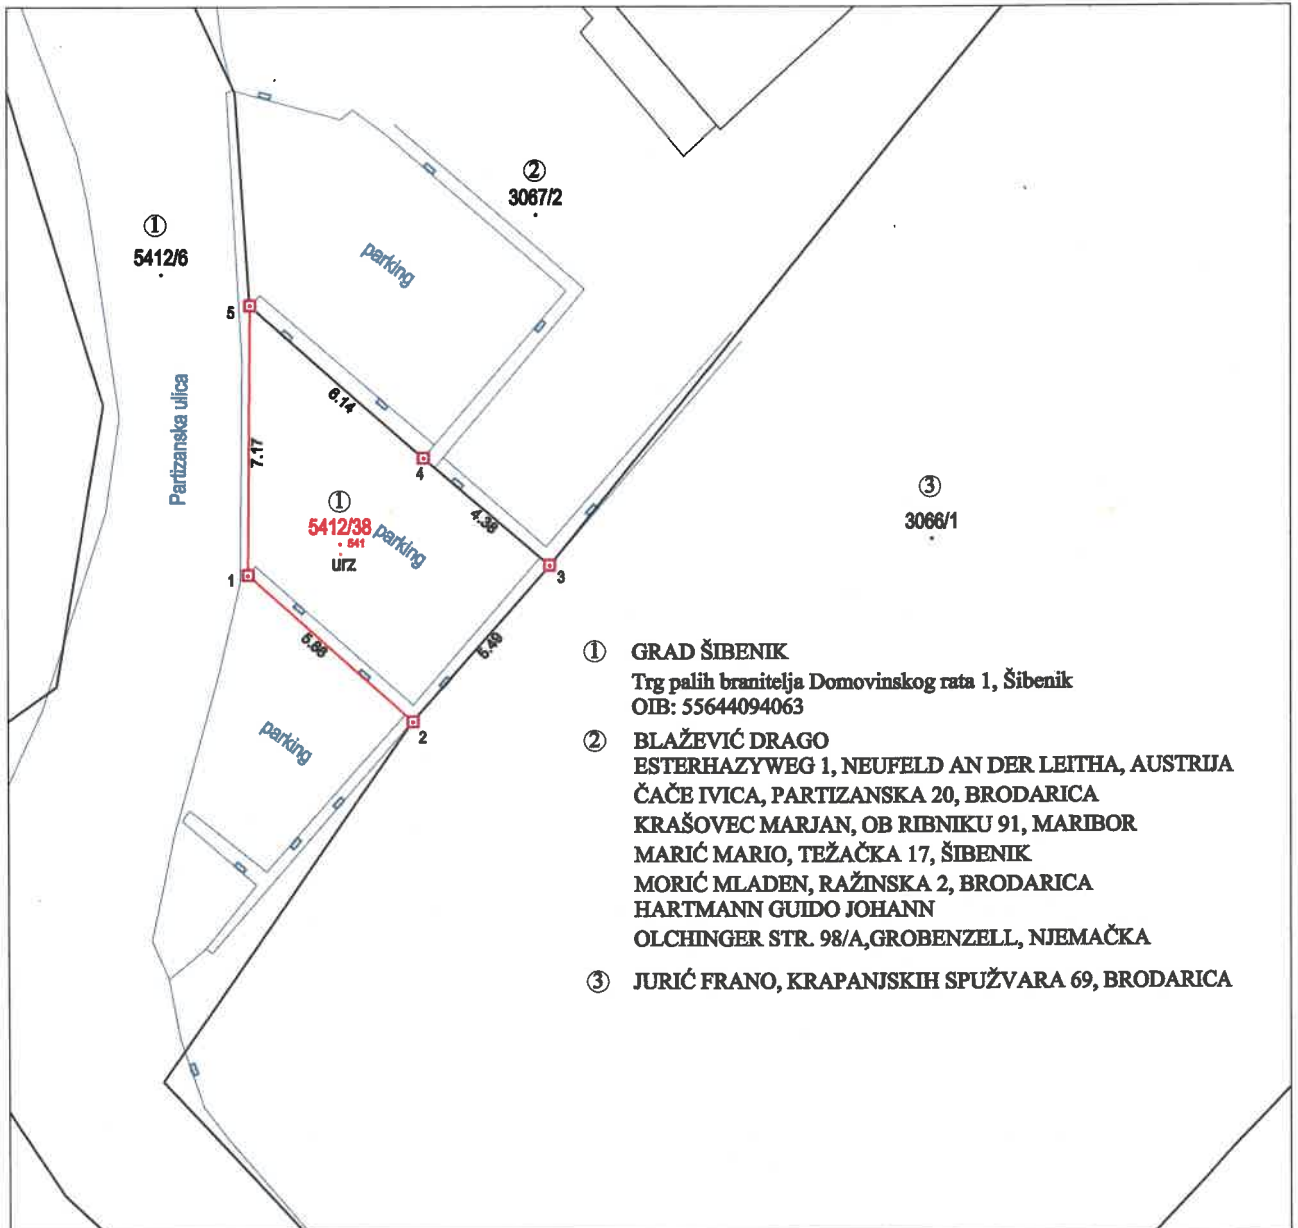 ②
3067/2
①
5412/6
parking
5
Partizanska ulica
6.14
7.17
4
①
5412/38
parking
541
urz
4.38
③
3066/1
1
3
5.86
5.49
2
parking
① GRAD ŠIBENIK
Trg palih branitelja Domovinskog rata 1, Šibenik
OIB: 55644094063
② BLAŽEVIĆ DRAGO
ESTERHAZYWEG 1, NEUFELD AN DER LEITHA, AUSTRIJA
ČAČE IVICA, PARTIZANSKA 20, BRODARICA
KRAŠOVEC MARJAN, OB RIBNIKU 91, MARIBOR
MARIĆ MARIO, TEŽAČKA 17, ŠIBENIK
MORIĆ MLADEN, RAŽINSKA 2, BRODARICA
HARTMANN GUIDO JOHANN
OLCHINGER STR. 98/A,GROBENZELL, NJEMAČKA
③ JURIĆ FRANO, KRAPANJSKIH SPUŽVARA 69, BRODARICA